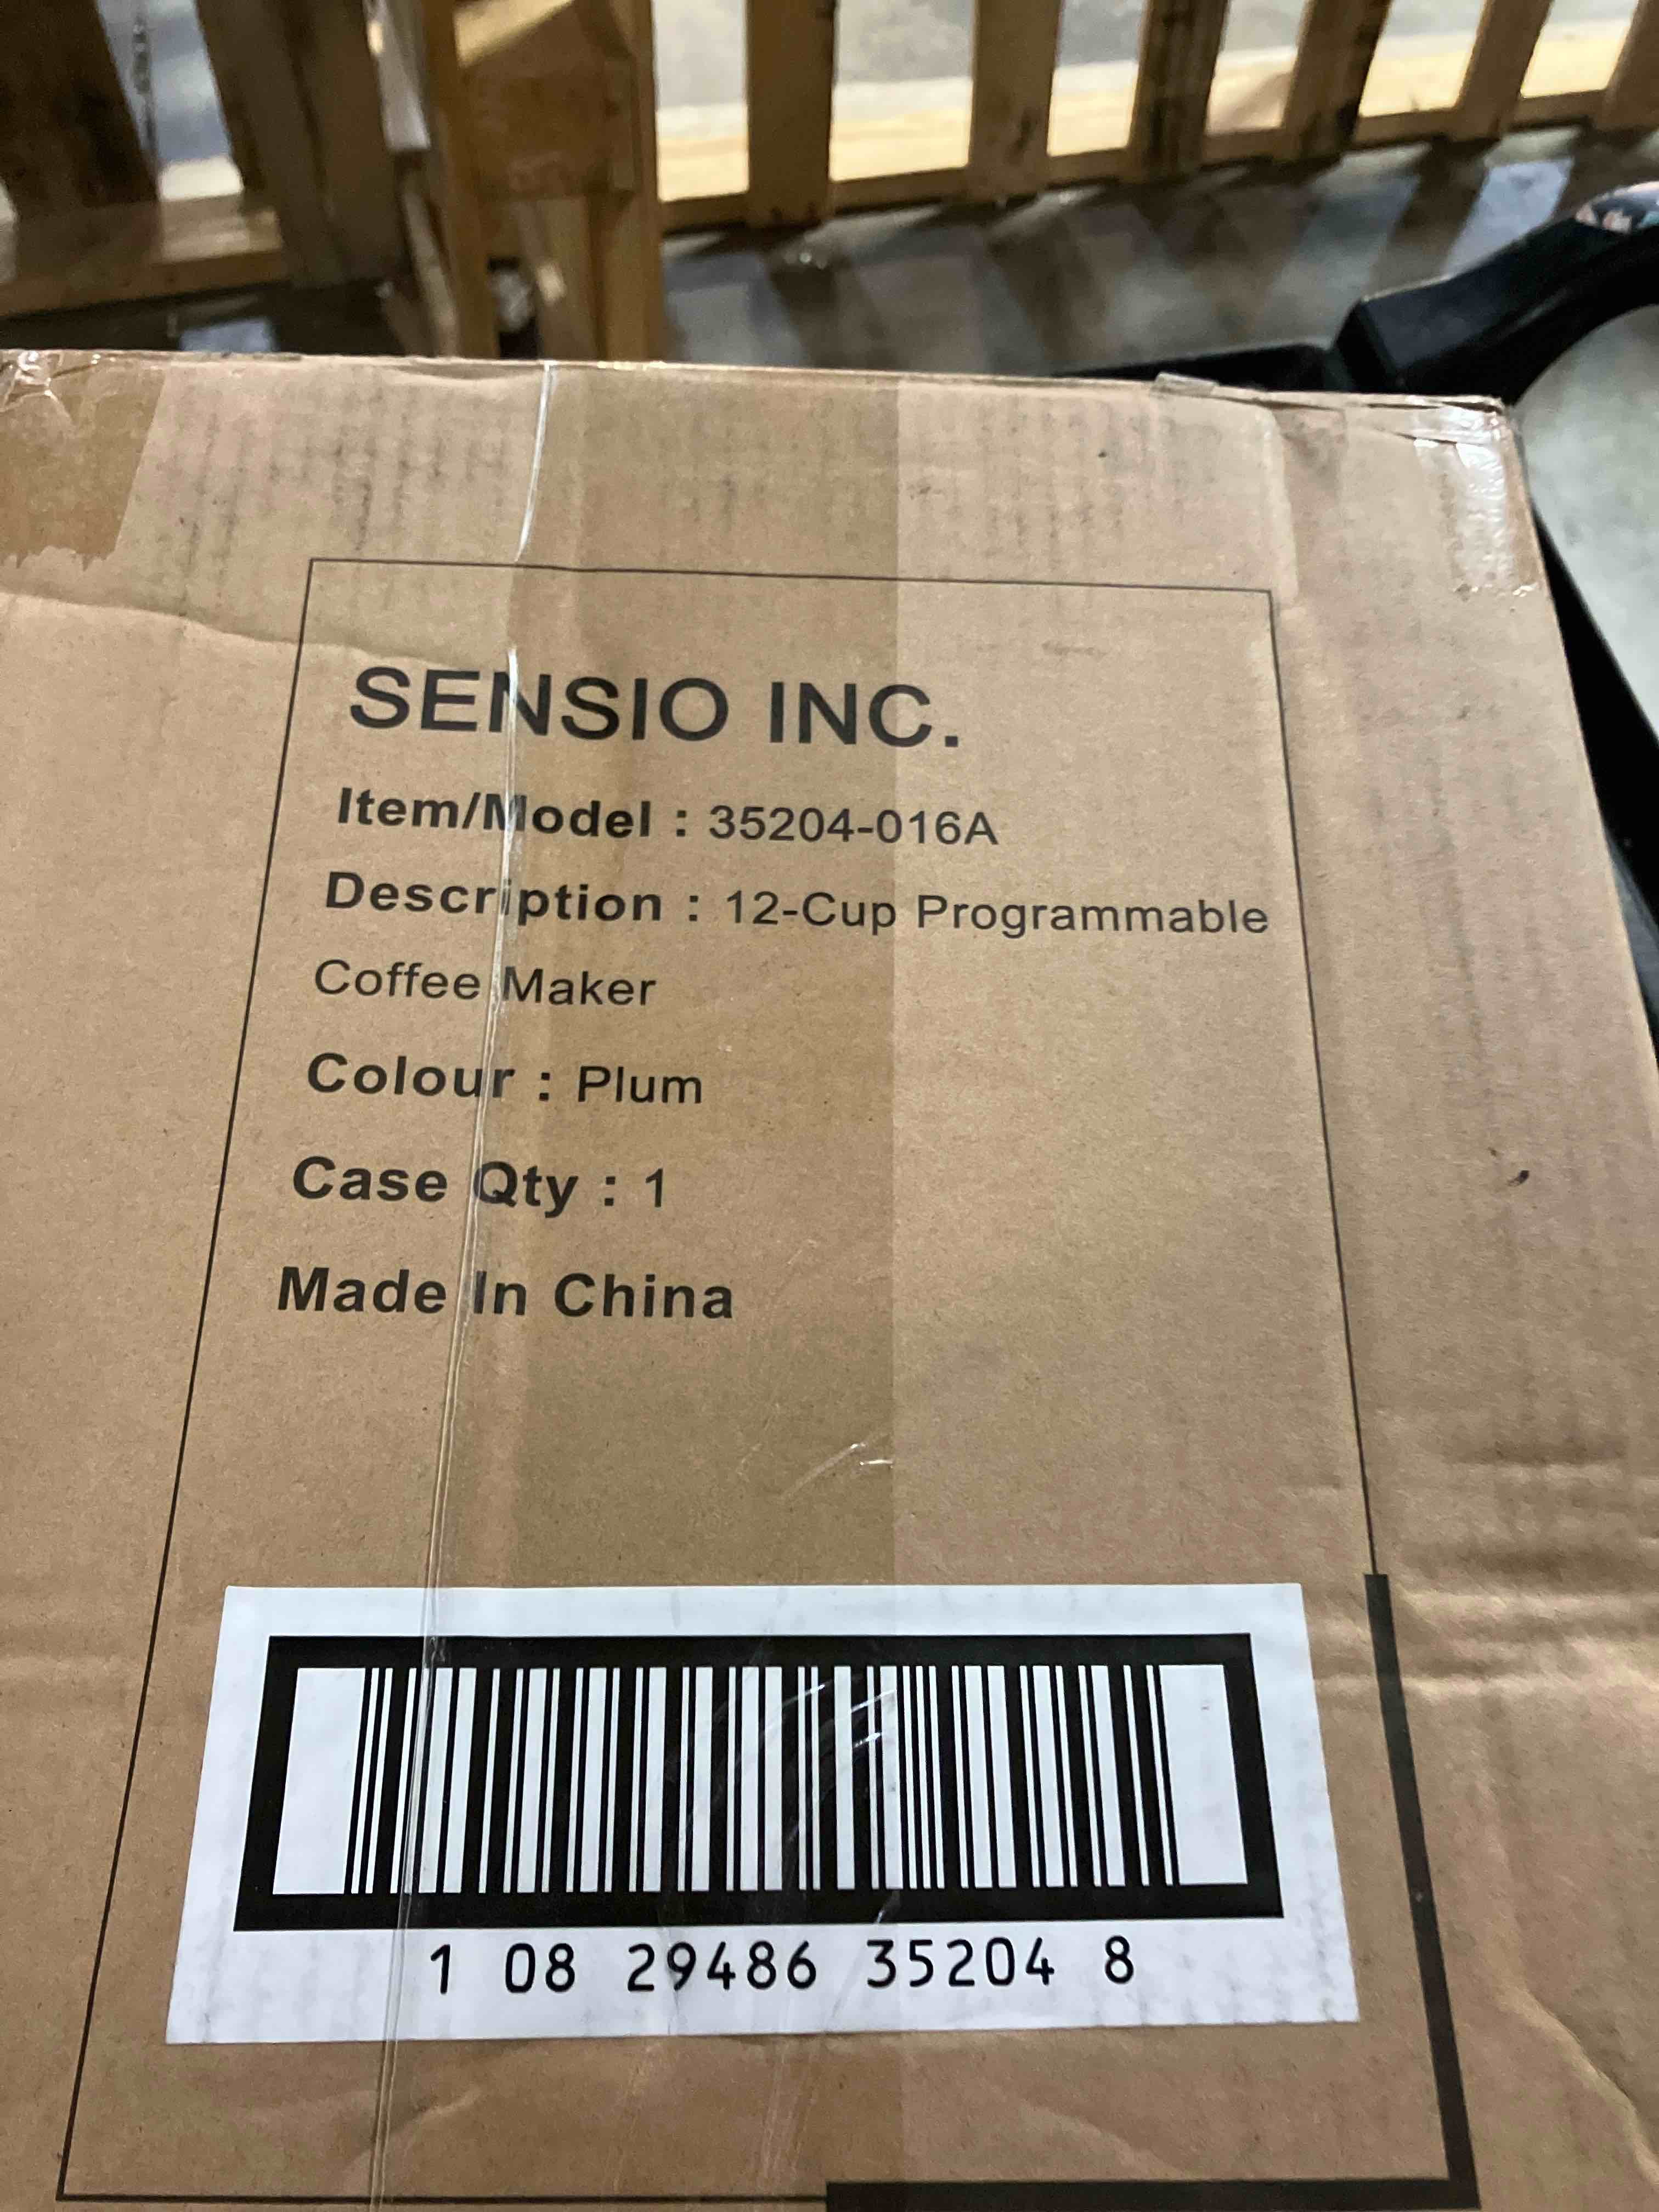 SENSIO INC.
Item/Model : 35204-016A
Description : 12-Cup Programmable
Coffee Maker
Colour : Plum
Case Qty : 1
Made In China
1 08 29486 35204 8